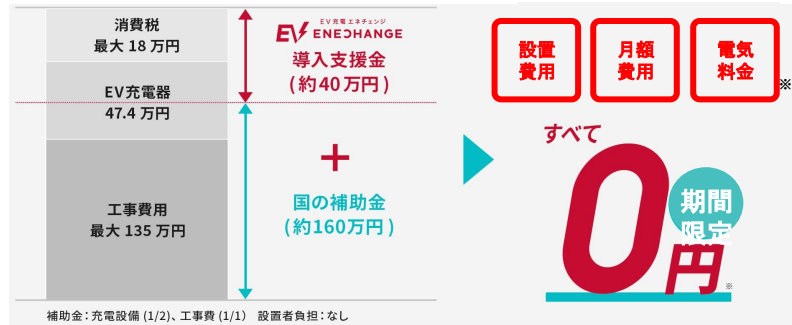 消費税
最大 18 万円
EV充電器
47.4 万円
工事費用
最大 135 万円
EV充電エネチェンジ
EV ENECHANGE
導入支援金
(約40万円)
+
国の補助金
(約160万円)
設置
費用
月額
費用
電気
料金
※
すべて
0円
※
期間
限定
補助金：充電設備 (1/2)、工事費 (1/1)　設置者負担：なし